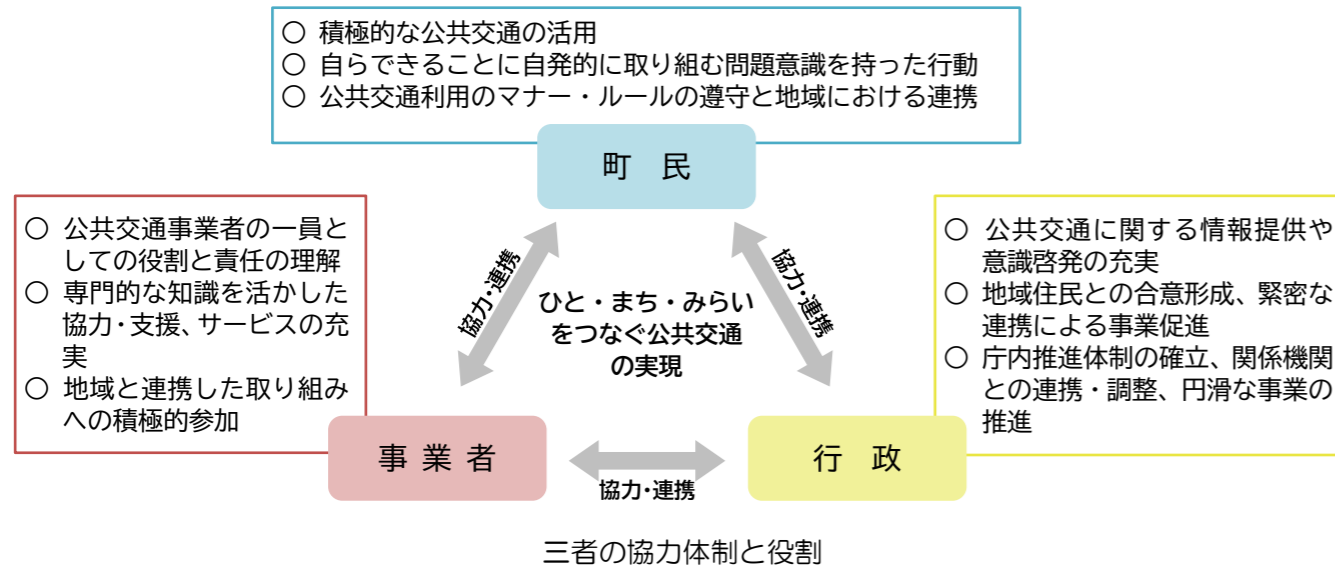 〇 積極的な公共交通の活用
〇 自らできることに自発的に取り組む問題意識を持った行動
〇 公共交通利用のマナー・ルールの遵守と地域における連携
町　民
〇 公共交通事業者の一員と
しての役割と責任の理解
〇 専門的な知識を活かした
協力・支援、サービスの充
実
〇 地域と連携した取り組み
への積極的参加
事 業 者
〇 公共交通に関する情報提供や
意識啓発の充実
〇 地域住民との合意形成、緊密な
連携による事業促進
〇 庁内推進体制の確立、関係機関
との連携・調整、円滑な事業の
推進
行　政
協力・連携
協力・連携
ひと・まち・みらい
をつなぐ公共交通
の実現
協力・連携
三者の協力体制と役割